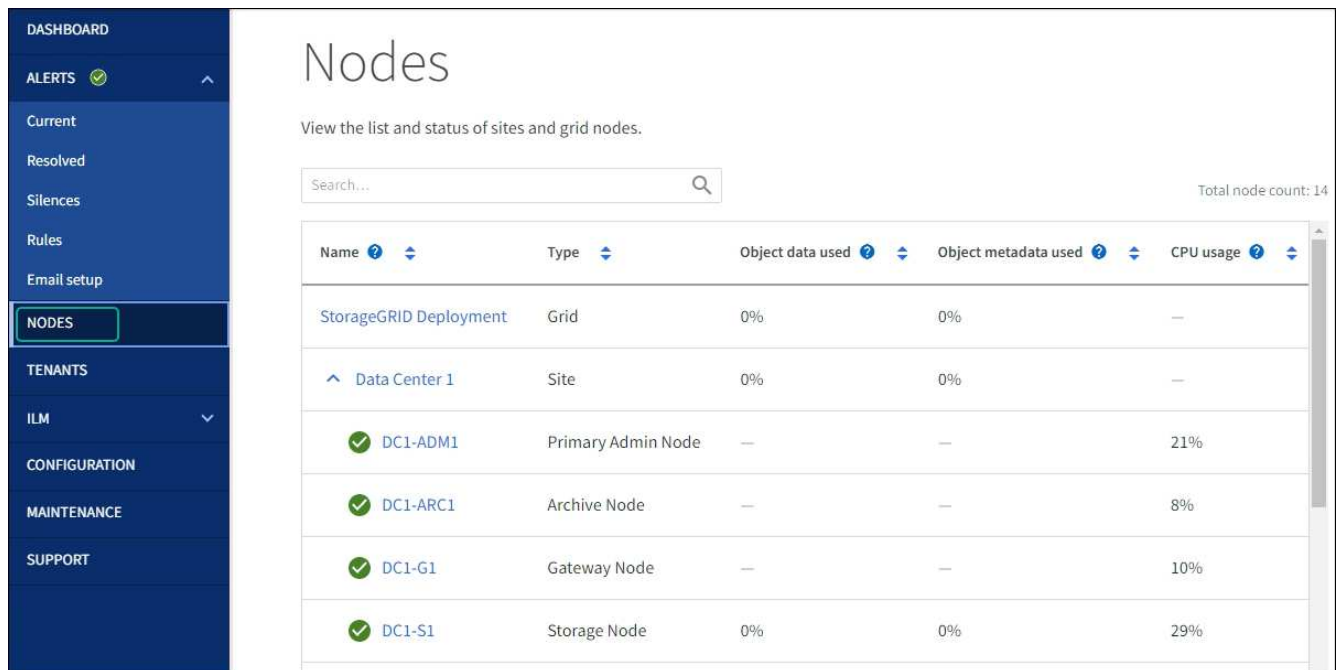 DASHBOARD
ALERTS
Current
Resolved
Silences
Rules
Email setup
NODES
TENANTS
ILM
CONFIGURATION
MAINTENANCE
SUPPORT
Nodes
View the list and status of sites and grid nodes.
Search...
Total node count: 14
Name ? Type Object data used ? Object metadata used ? CPU usage ?
StorageGRID Deployment Grid 0% 0% —
Data Center 1 Site 0% 0% —
DC1-ADM1 Primary Admin Node — — 21%
DC1-ARC1 Archive Node — — 8%
DC1-G1 Gateway Node — — 10%
DC1-S1 Storage Node 0% 0% 29%